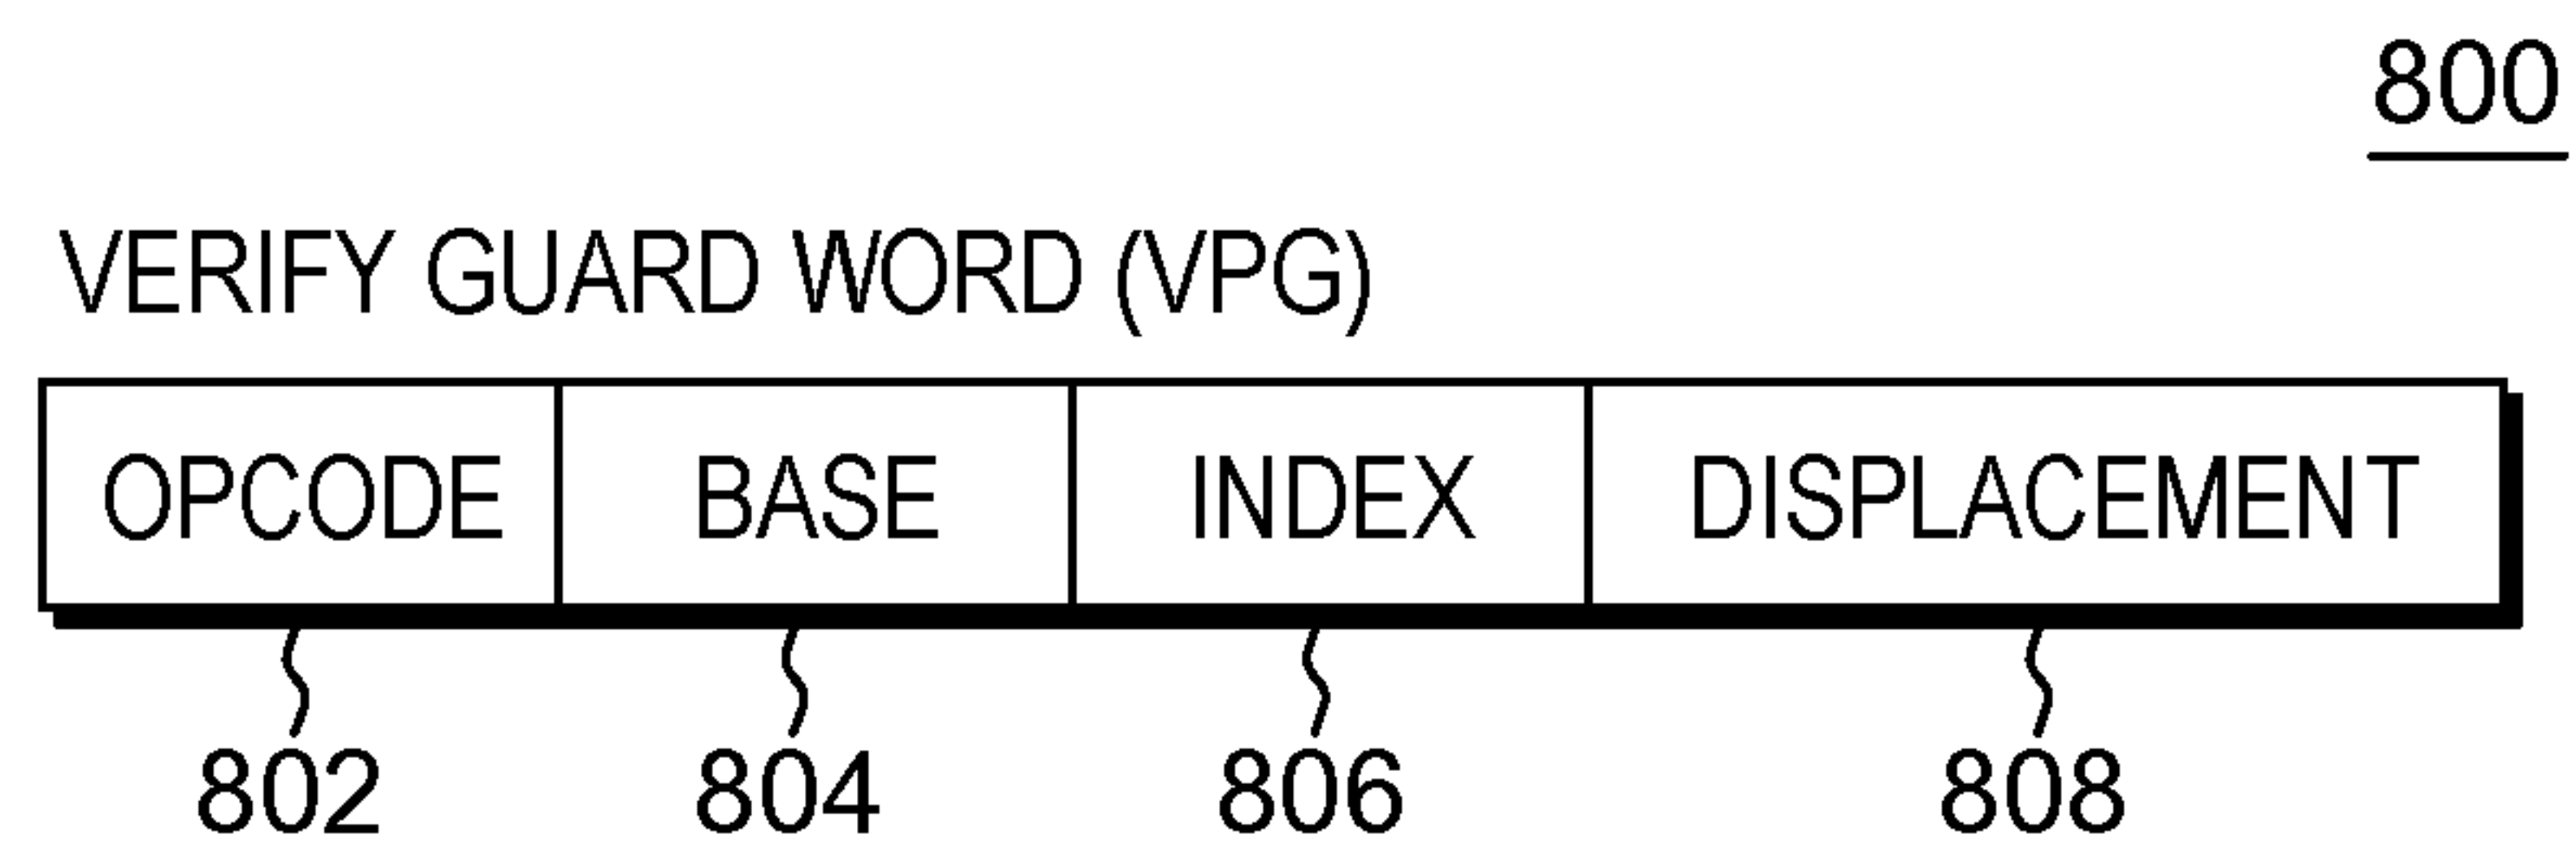 800
VERIFY GUARD WORD (VPG)
OPCODE BASE INDEX DISPLACEMENT
802 804 806 808